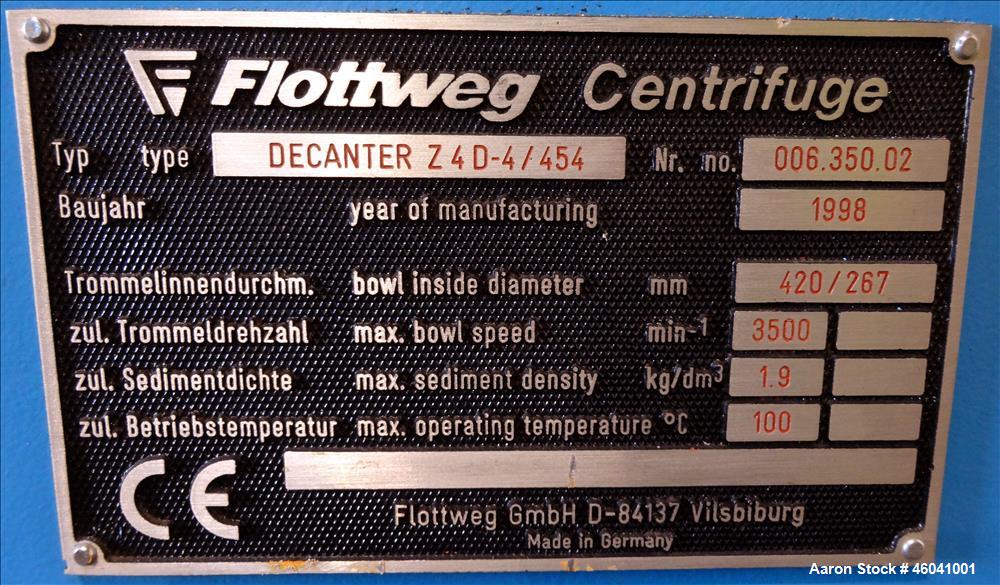 Flottweg Centrifuge
Typ type DECANTER Z4D-4/454 Nr. no. 006.350.02
Baujahr year of manufacturing 1998
Trommelinnendurchm. bowl inside diameter mm 420/267
zul. Trommeldrehzahl max. bowl speed min-1 3500
zul. Sedimentdichte max. sediment density kg/dm³ 1.9
zul. Betriebstemperatur max. operating temperature °C 100
CE
Flottweg GmbH D-84137 Vilsbiburg
Made in Germany
Aaron Stock # 46041001